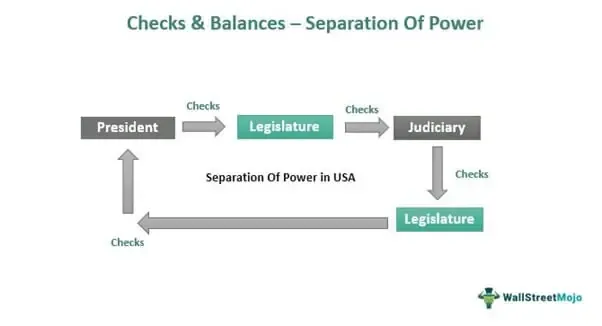 Checks & Balances – Separation Of Power
Checks
Checks
President
Legislature
Judiciary
Separation Of Power in USA
Checks
Legislature
Checks
WallStreetMojo